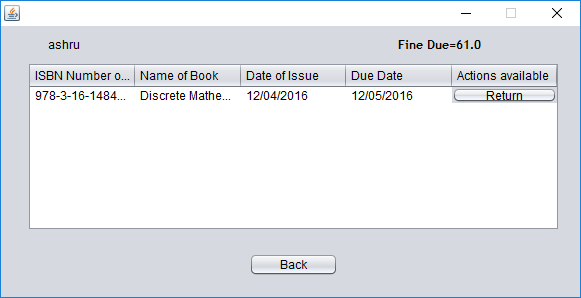 ashru Fine Due=61.0
ISBN Number o... Name of Book Date of Issue Due Date Actions available
978-3-16-1484... Discrete Mathe... 12/04/2016 12/05/2016 Return
Back